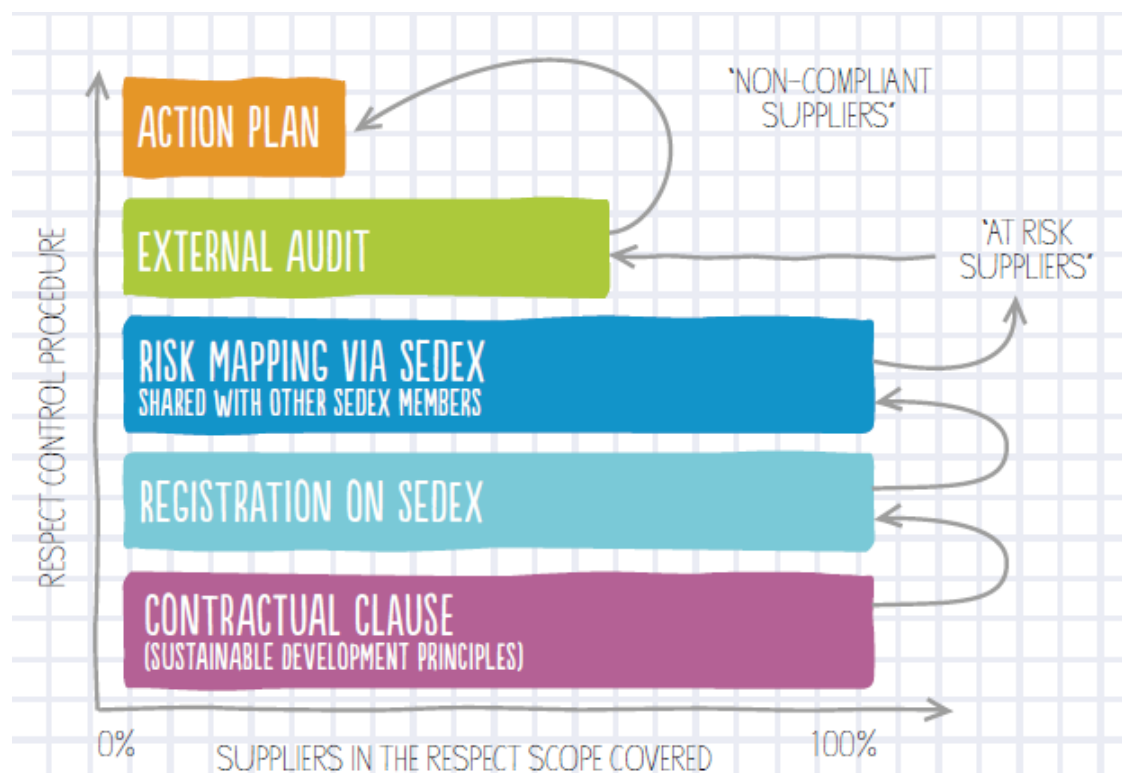 ACTION PLAN
"NON-COMPLIANT
SUPPLIERS"
EXTERNAL AUDIT
"AT RISK
SUPPLIERS"
RISK MAPPING VIA SEDEX
SHARED WITH OTHER SEDEX MEMBERS
REGISTRATION ON SEDEX
CONTRACTUAL CLAUSE
(SUSTAINABLE DEVELOPMENT PRINCIPLES)
RESPECT CONTROL PROCEDURE
0%
100%
SUPPLIERS IN THE RESPECT SCOPE COVERED